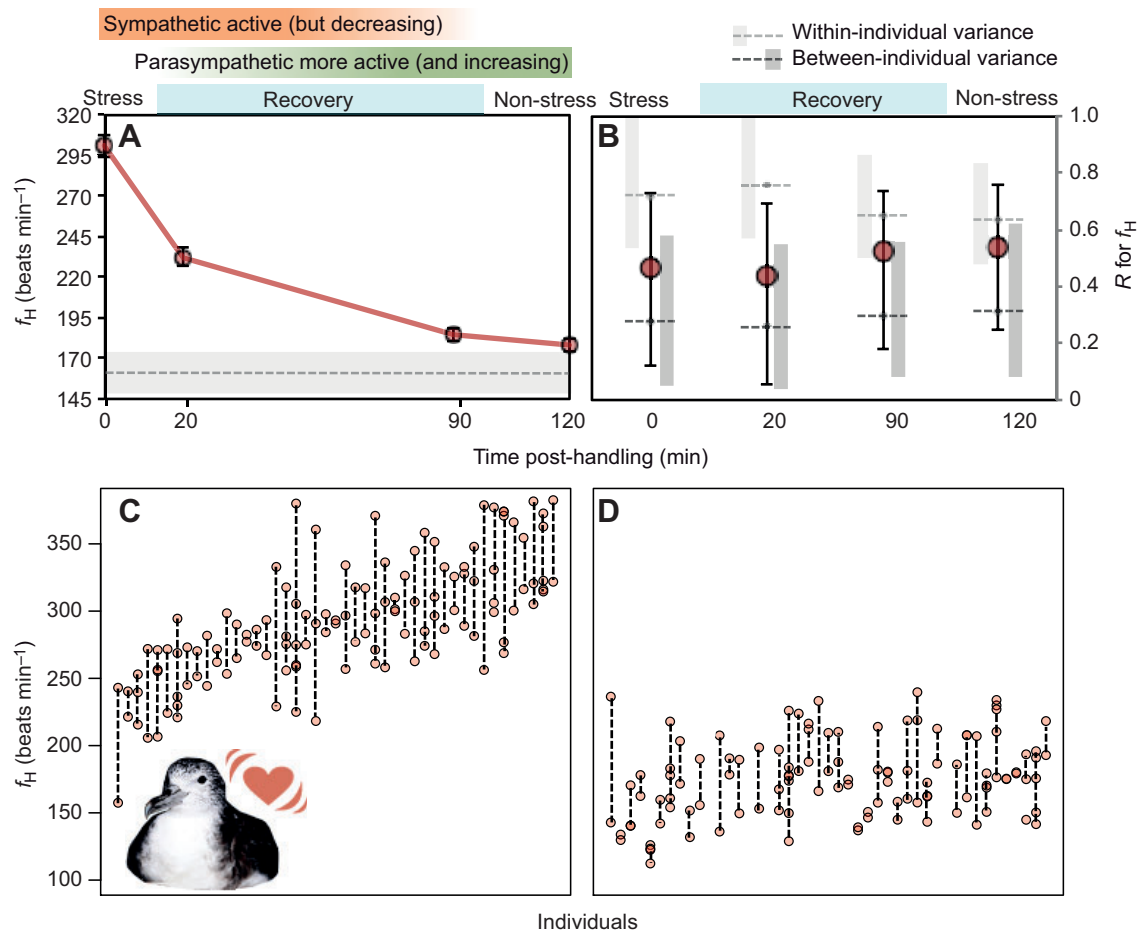 Sympathetic active (but decreasing)
Parasympathetic more active (and increasing)
Within-individual variance
Between-individual variance
Stress Recovery Non-stress
Stress Recovery Non-stress
A
320
295
270
245
220
195
170
145
fH (beats min–1)
0 20 90 120
B
1.0
0.8
0.6
0.4
0.2
0
R for fH
0 20 90 120
Time post-handling (min)
C
350
300
250
200
150
100
fH (beats min–1)
D
Individuals